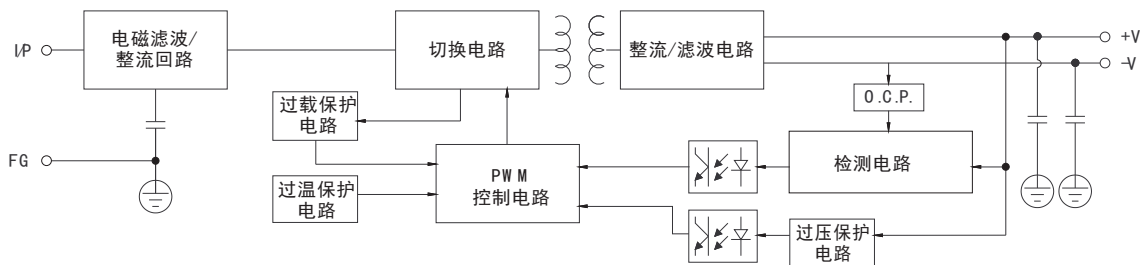 I/P
电磁滤波/
整流回路
切换电路
整流/滤波电路
+V
-V
O.C.P.
过载保护
电路
FG
PWM
控制电路
检测电路
过温保护
电路
过压保护
电路